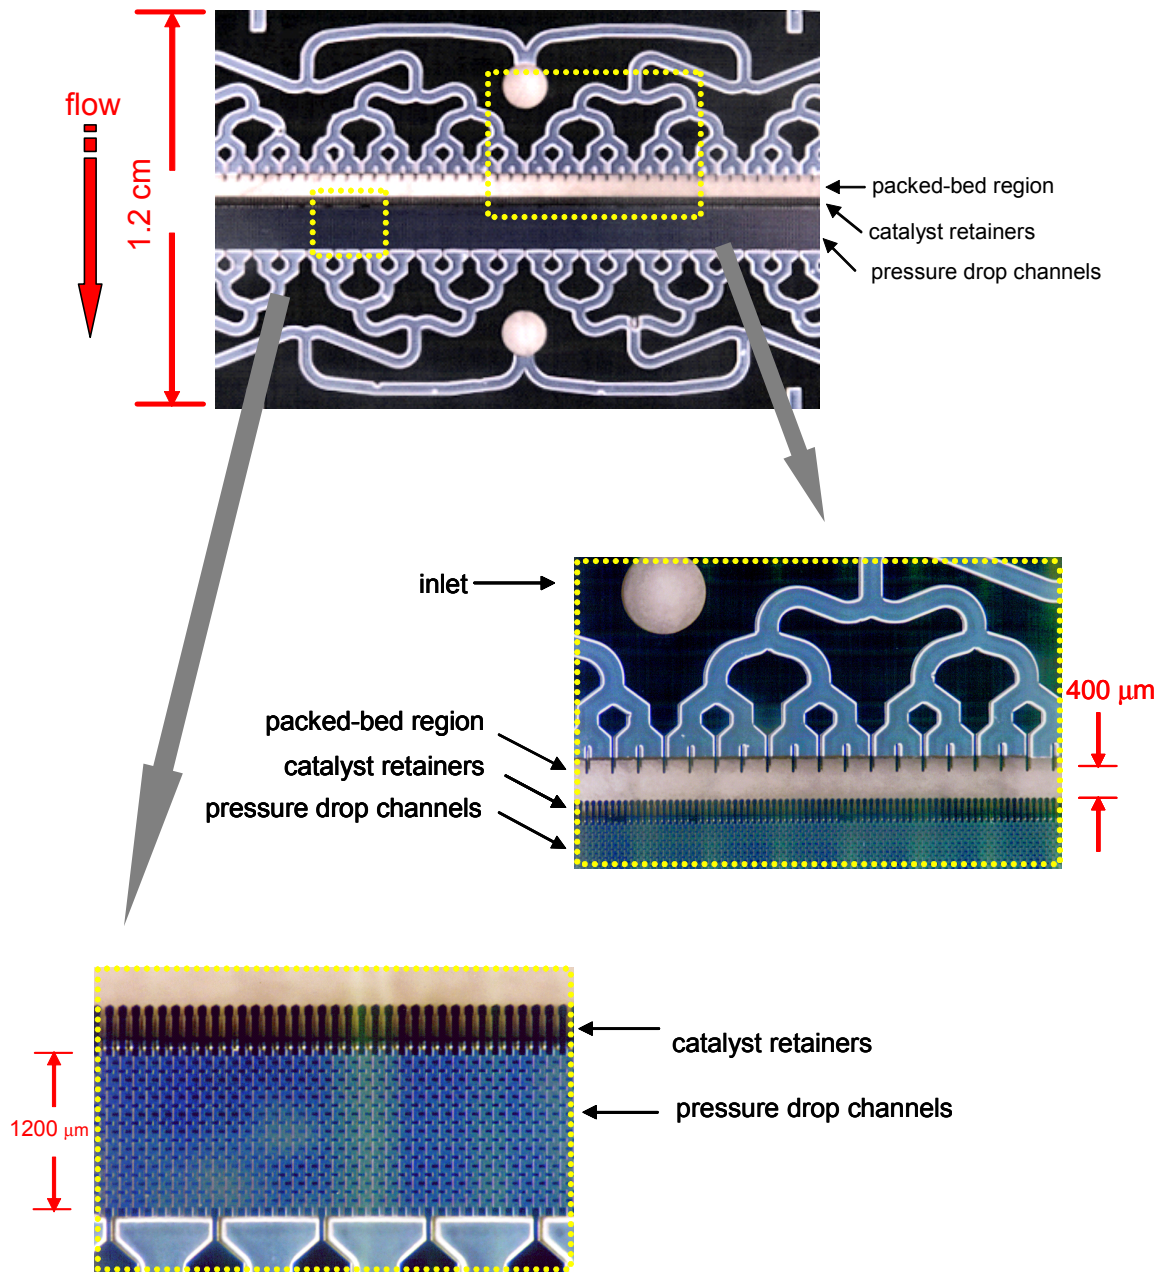 flow
1.2 cm
packed-bed region
catalyst retainers
pressure drop channels
inlet
400 μm
packed-bed region
catalyst retainers
pressure drop channels
catalyst retainers
pressure drop channels
1200 μm